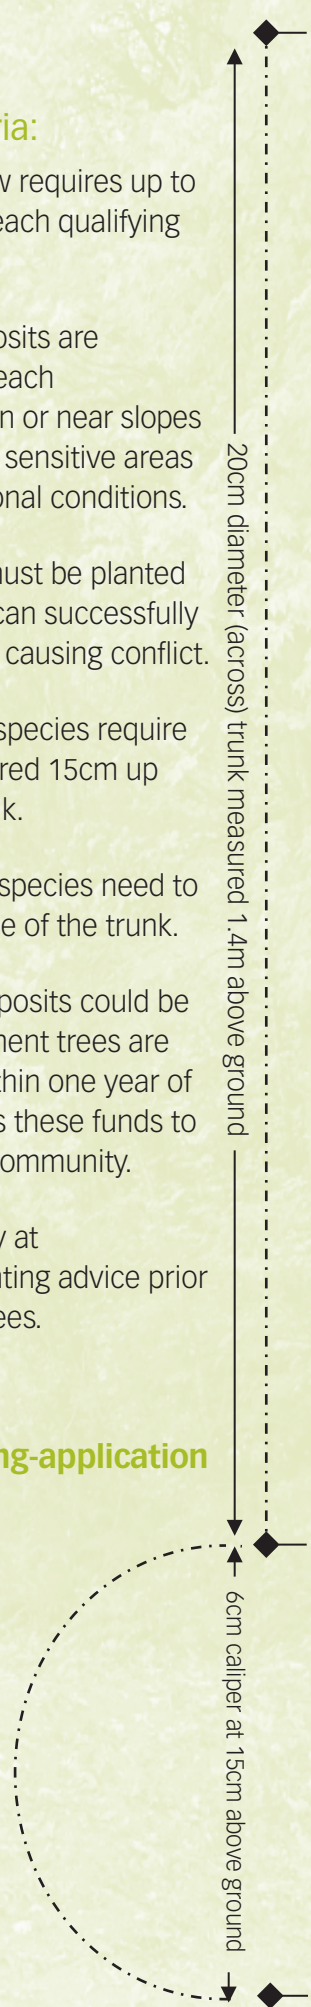 ria:
w requires up to
each qualifying
osits are
each
n or near slopes
sensitive areas
onal conditions.
must be planted
can successfully
causing conflict.
species require
red 15cm up
k.
species need to
e of the trunk.
posits could be
ment trees are
thin one year of
s these funds to
ommunity.
y at
nting advice prior
ees.
ng-application
20cm diameter (across) trunk measured 1.4m above ground
6cm caliper at 15cm above ground